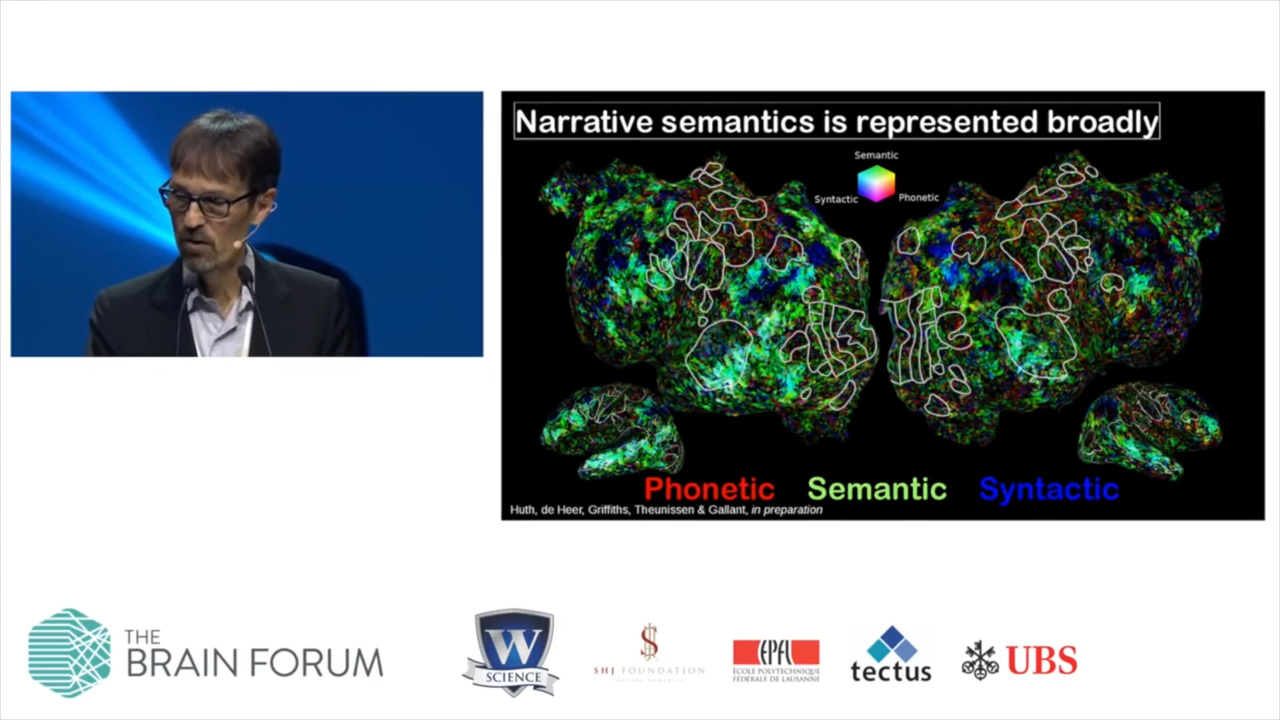 Narrative semantics is represented broadly
Semantic
Syntactic
Phonetic
Phonetic Semantic Syntactic
Huth, de Heer, Griffiths, Theunissen & Gallant, in preparation
THE
BRAIN FORUM
W
SCIENCE
SHJ FOUNDATION
EPFL
ÉCOLE POLYTECHNIQUE
FÉDÉRALE DE LAUSANNE
tectus
UBS